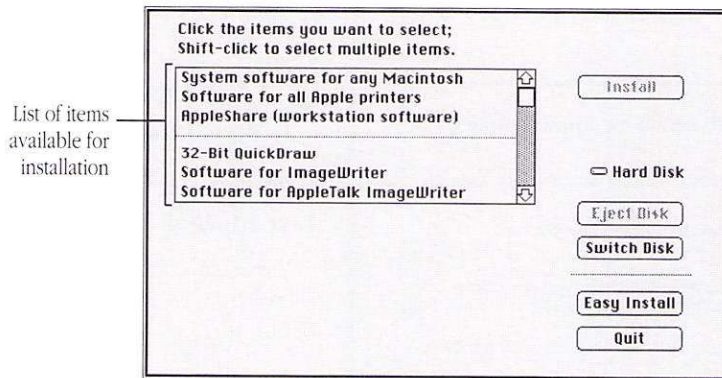 Click the items you want to select;
Shift-click to select multiple items.
List of items
available for
installation
System software for any Macintosh
Software for all Apple printers
AppleShare (workstation software)
32-Bit QuickDraw
Software for ImageWriter
Software for AppleTalk ImageWriter
Install
Hard Disk
Eject Disk
Switch Disk
Easy Install
Quit